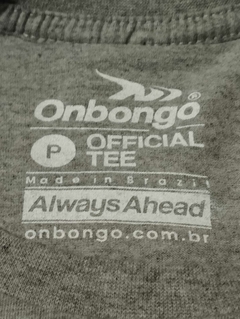 Onbongo®
P OFFICIAL
TEE
Made in Brazil
Always Ahead
onbongo.com.br